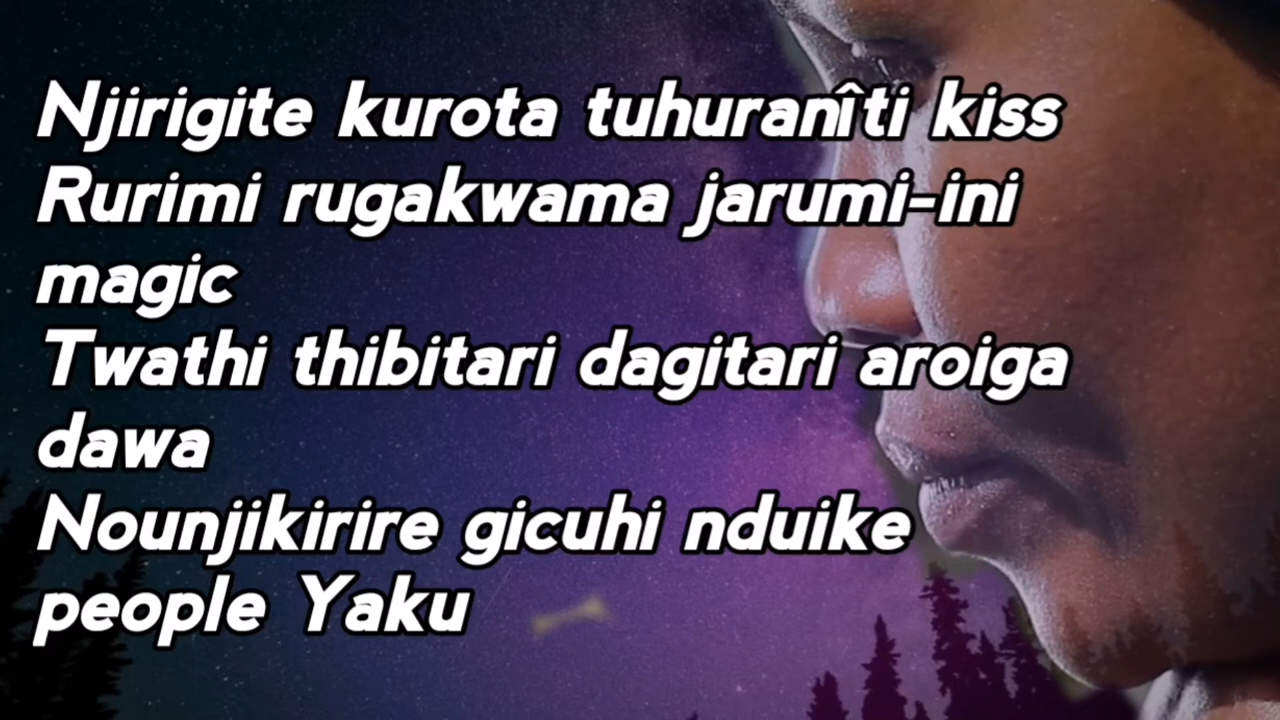 Njirigite kurota tuhuranîti kiss
Rurimi rugakwama jarumi-ini
magic
Twathi thibitari dagitari aroiga
dawa
Nounjikirire gicuhi nduike
people Yaku